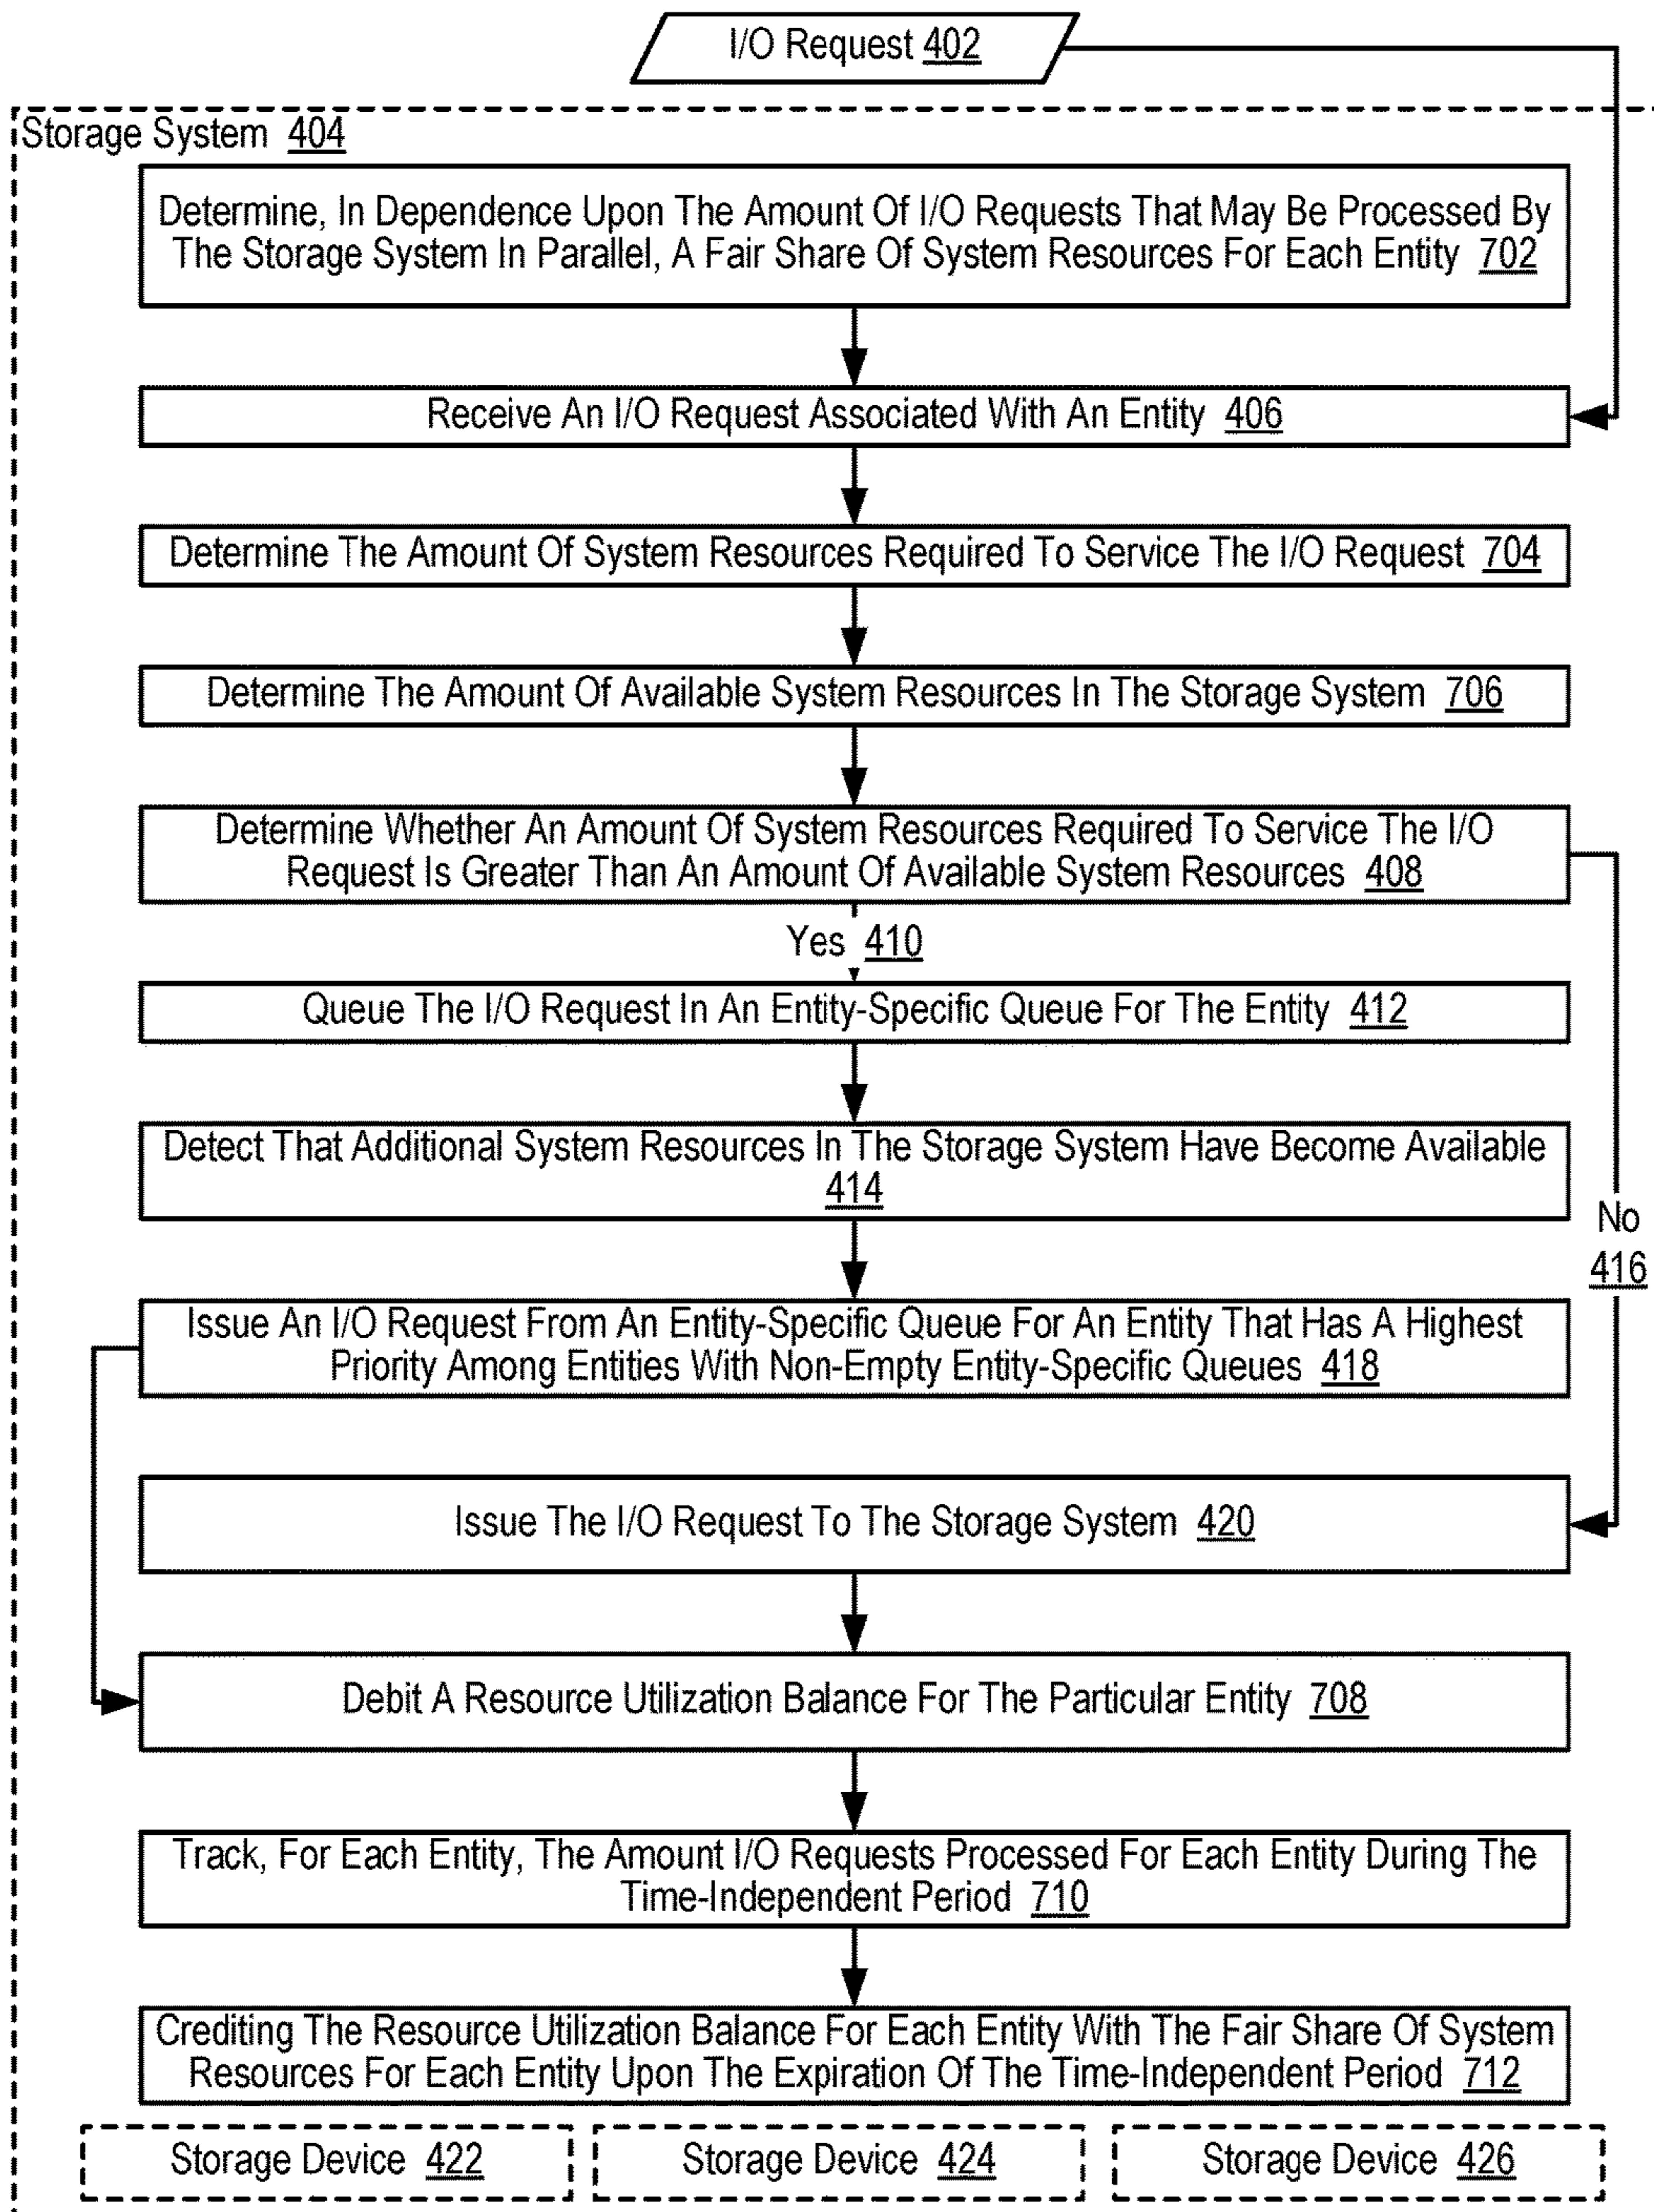 I/O Request 402
Storage System 404
Determine, In Dependence Upon The Amount Of I/O Requests That May Be Processed By
The Storage System In Parallel, A Fair Share Of System Resources For Each Entity 702
Receive An I/O Request Associated With An Entity 406
Determine The Amount Of System Resources Required To Service The I/O Request 704
Determine The Amount Of Available System Resources In The Storage System 706
Determine Whether An Amount Of System Resources Required To Service The I/O
Request Is Greater Than An Amount Of Available System Resources 408
Yes 410
Queue The I/O Request In An Entity-Specific Queue For The Entity 412
Detect That Additional System Resources In The Storage System Have Become Available
414
No
416
Issue An I/O Request From An Entity-Specific Queue For An Entity That Has A Highest
Priority Among Entities With Non-Empty Entity-Specific Queues 418
Issue The I/O Request To The Storage System 420
Debit A Resource Utilization Balance For The Particular Entity 708
Track, For Each Entity, The Amount I/O Requests Processed For Each Entity During The
Time-Independent Period 710
Crediting The Resource Utilization Balance For Each Entity With The Fair Share Of System
Resources For Each Entity Upon The Expiration Of The Time-Independent Period 712
Storage Device 422
Storage Device 424
Storage Device 426